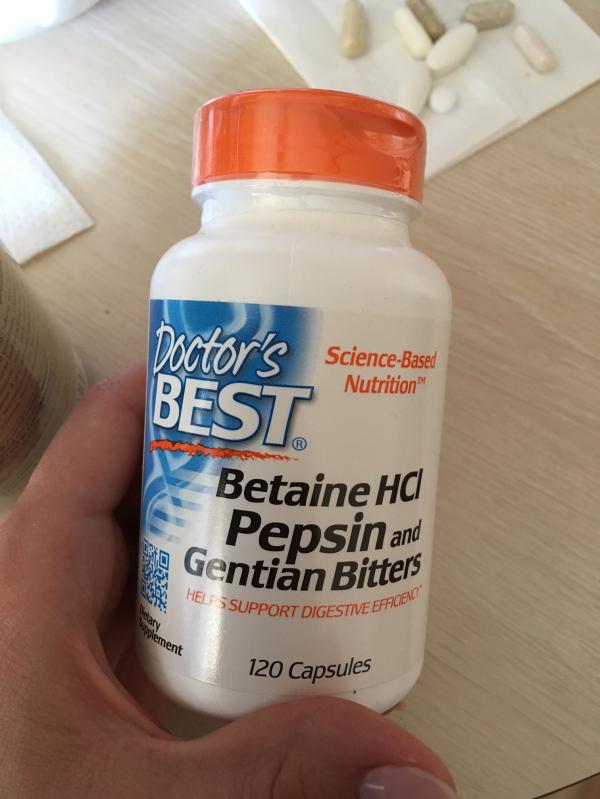 Doctor's
BEST®
Science-Based
Nutrition™
Betaine HCl
Pepsin and
Gentian Bitters
HELPS SUPPORT DIGESTIVE EFFICIENCY*
Dietary
Supplement
120 Capsules